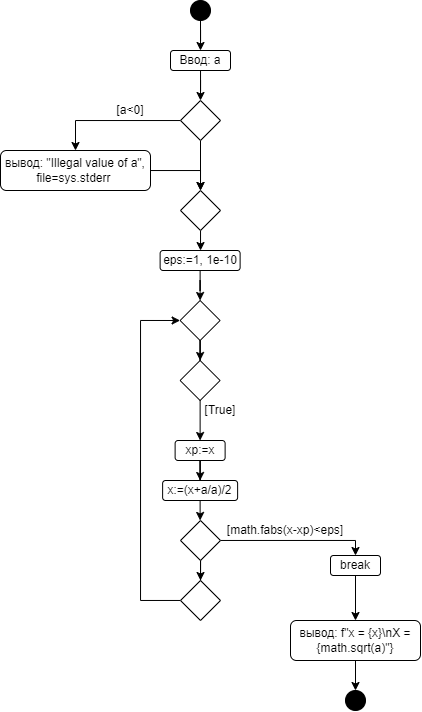 Ввод: a
[a<0]
вывод: "Illegal value of a",
file=sys.stderr
eps:=1, 1e-10
[True]
xp:=x
x:=(x+a/a)/2
[math.fabs(x-xp)<eps]
break
вывод: f"x = {x}\nX =
{math.sqrt(a)"}